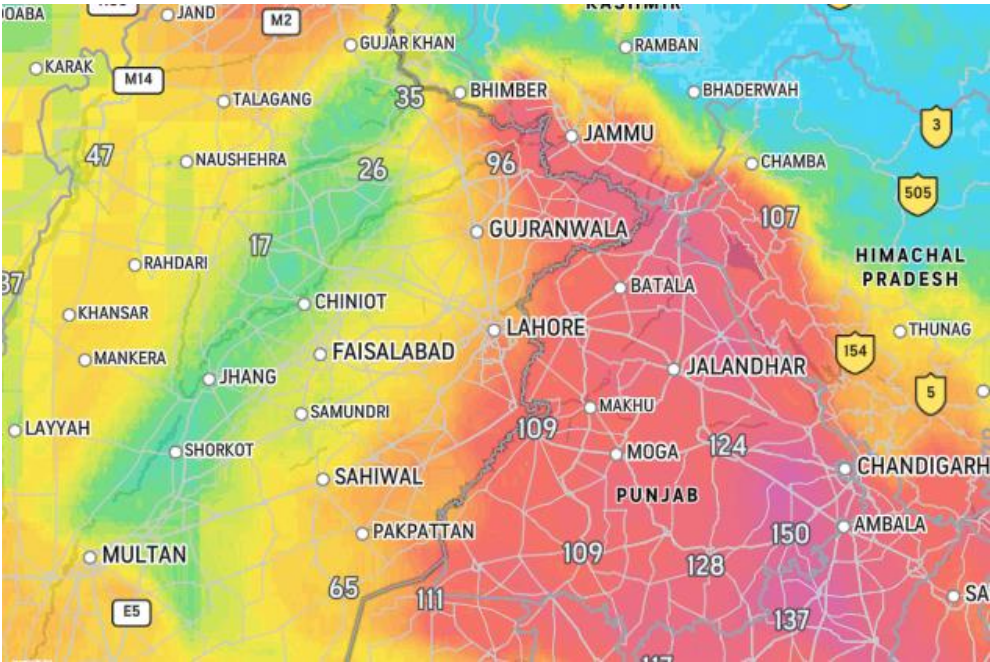 KASHMIR
JAND
M2
GUJAR KHAN
RAMBAN
KARAK
M14
TALAGANG
35
BHIMBER
BHADERWAH
3
JAMMU
47
NAUSHEHRA
26
96
CHAMBA
505
107
17
GUJRANWALA
HIMACHAL
PRADESH
RAHDARI
BATALA
CHINIOT
KHANSAR
LAHORE
THUNAG
MANKERA
FAISALABAD
154
JHANG
JALANDHAR
5
SAMUNDRI
MAKHU
LAYYAH
109
SHORKOT
MOGA
124
CHANDIGARH
SAHIWAL
PUNJAB
PAKPATTAN
150
AMBALA
MULTAN
109
128
65
111
E5
137